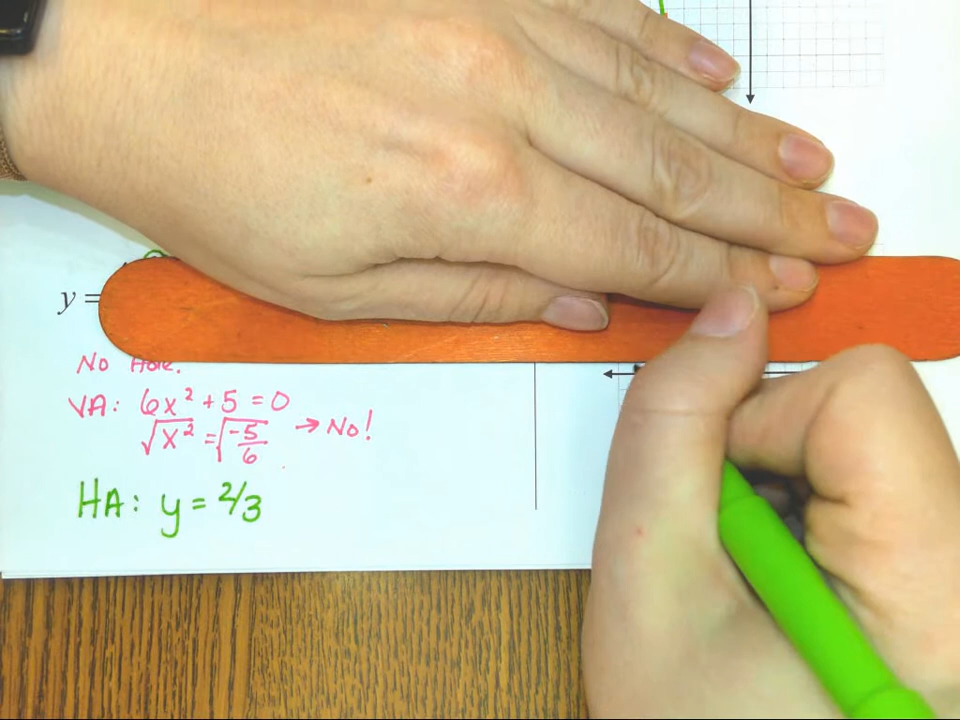 y =
No Hole.
VA: 6x² + 5 = 0
√x² = √-5/6 → No!
HA: y = 2/3